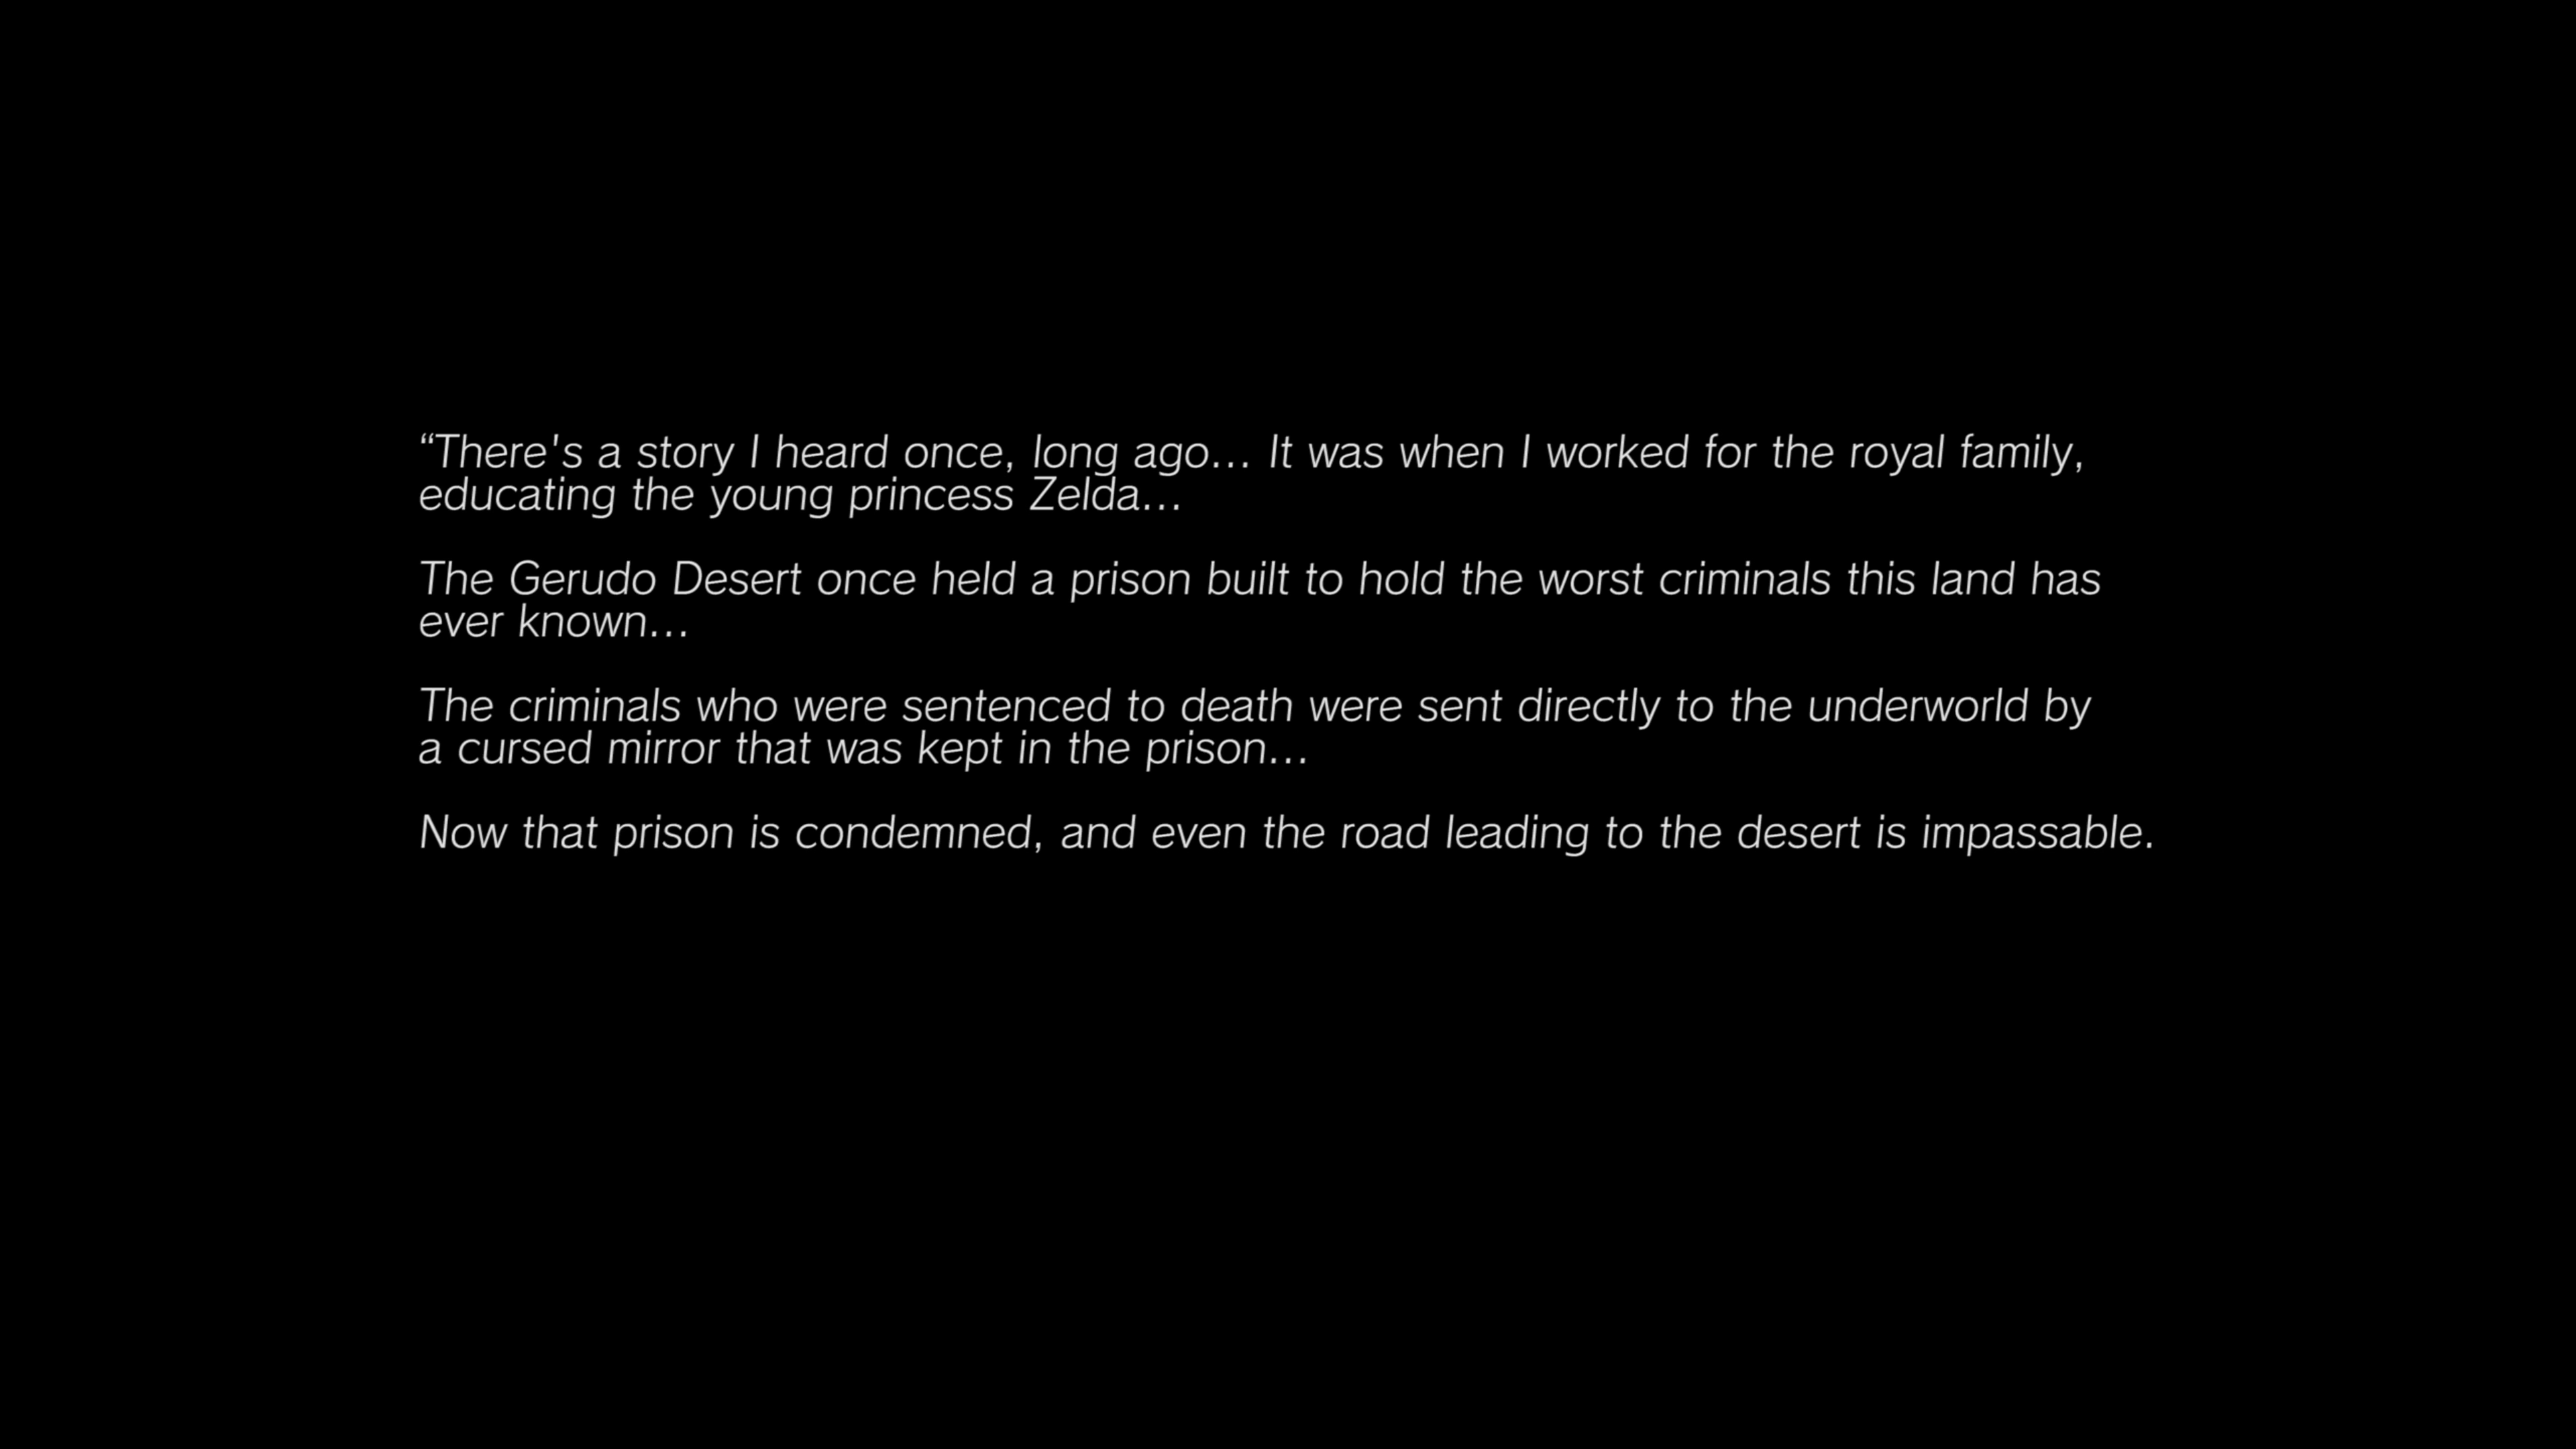 “There's a story I heard once, long ago... It was when I worked for the royal family,
educating the young princess Zelda...
The Gerudo Desert once held a prison built to hold the worst criminals this land has
ever known...
The criminals who were sentenced to death were sent directly to the underworld by
a cursed mirror that was kept in the prison...
Now that prison is condemned, and even the road leading to the desert is impassable.